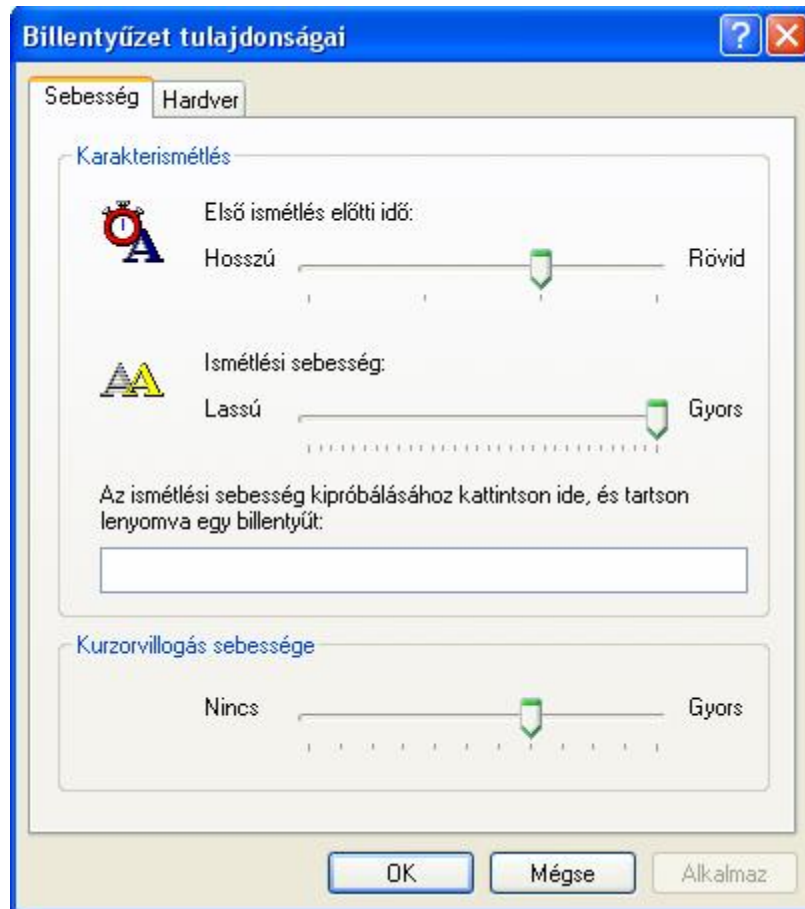 Billentyűzet tulajdonságai
Sebesség Hardver
Karakterismétlés
Első ismétlés előtti idő:
Hosszú Rövid
Ismétlési sebesség:
Lassú Gyors
Az ismétlési sebesség kipróbálásához kattintson ide, és tartson
lenyomva egy billentyűt:
Kurzorvillogás sebessége
Nincs Gyors
OK Mégse Alkalmaz